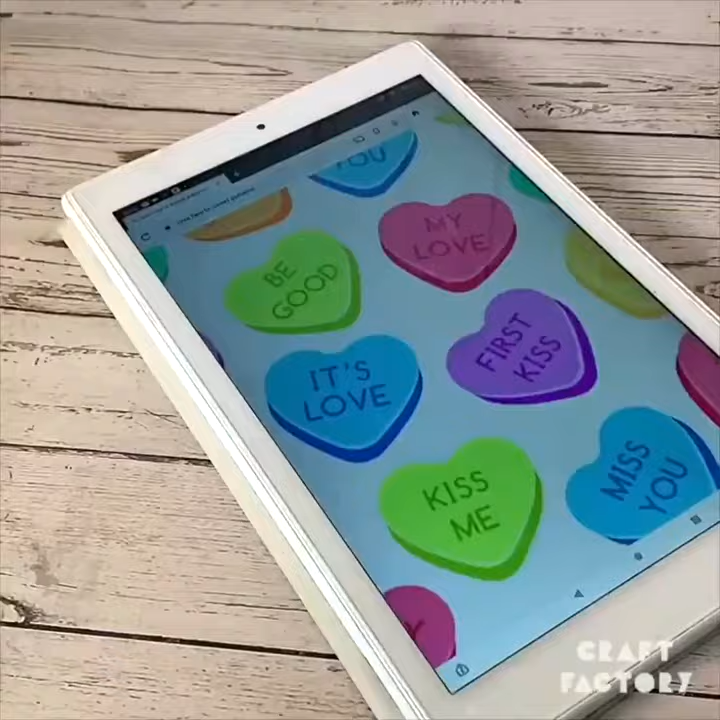 YOU
MY
LOVE
BE
GOOD
FIRST
KISS
IT'S
LOVE
MISS
YOU
KISS
ME
CRAFT
FACTORY